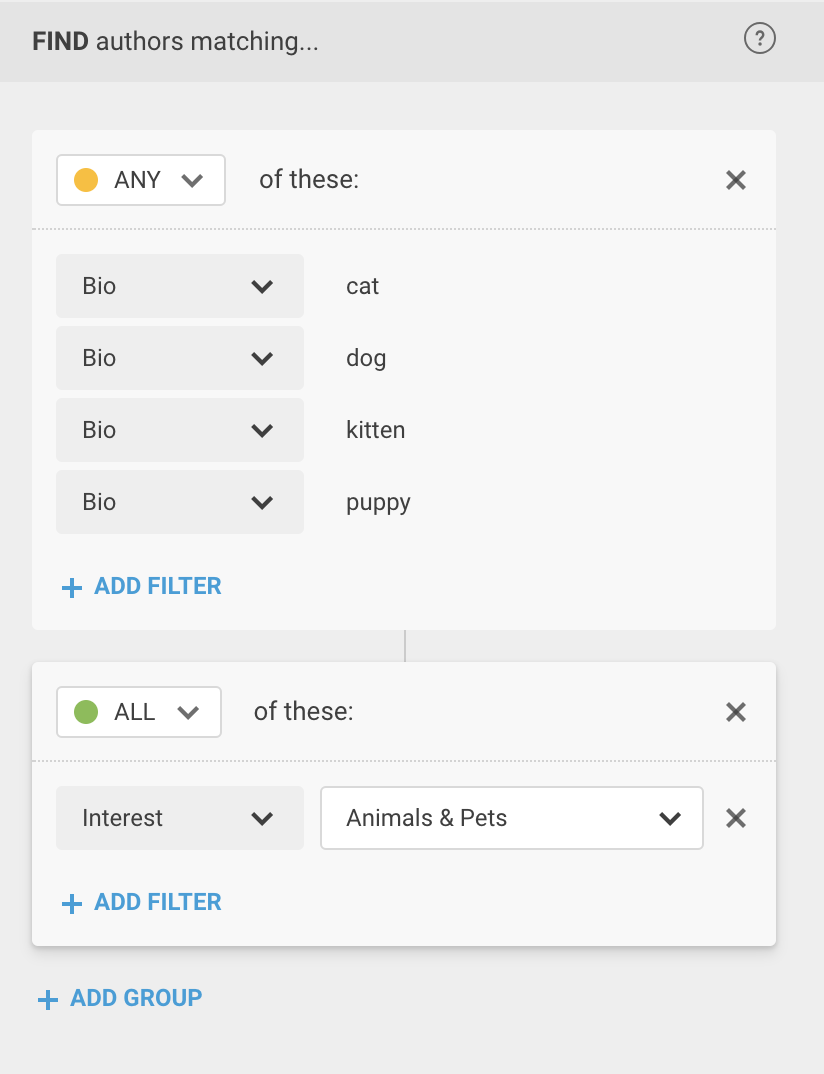 FIND authors matching... ?
ANY of these:
Bio cat
Bio dog
Bio kitten
Bio puppy
ADD FILTER
ALL of these:
Interest Animals & Pets
ADD FILTER
ADD GROUP